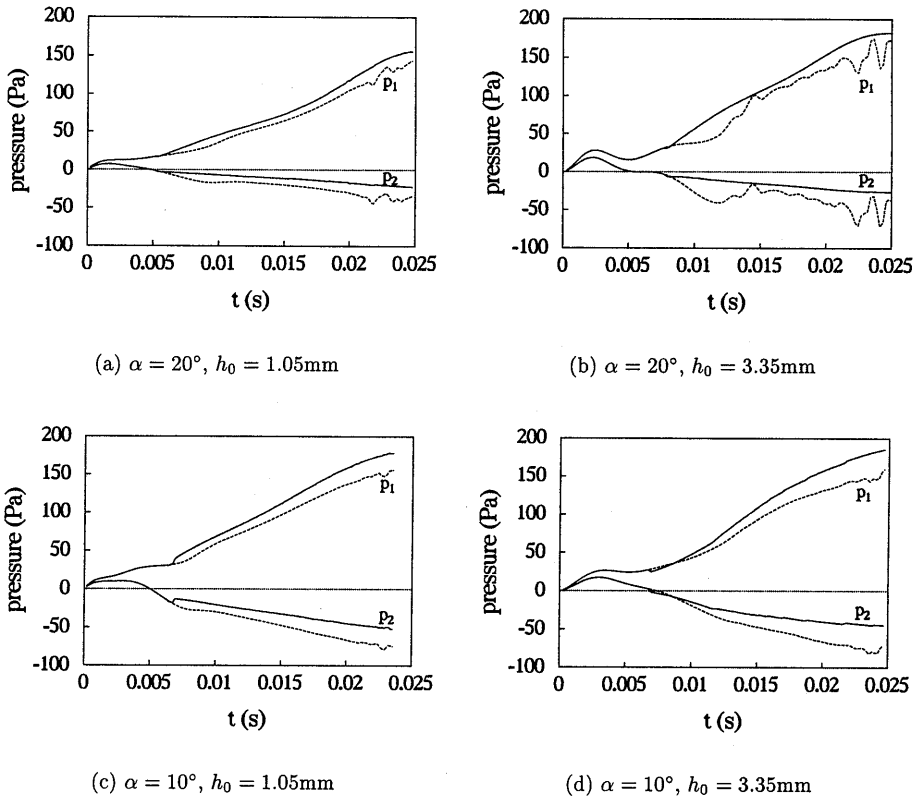 200
150
100
50
0
-50
-100
pressure (Pa)
p1
p2
0 0.005 0.01 0.015 0.02 0.025
t (s)
(a) α = 20°, h0 = 1.05mm
200
150
100
50
0
-50
-100
pressure (Pa)
p1
p2
0 0.005 0.01 0.015 0.02 0.025
t (s)
(b) α = 20°, h0 = 3.35mm
200
150
100
50
0
-50
-100
pressure (Pa)
p1
p2
0 0.005 0.01 0.015 0.02 0.025
t (s)
(c) α = 10°, h0 = 1.05mm
200
150
100
50
0
-50
-100
pressure (Pa)
p1
p2
0 0.005 0.01 0.015 0.02 0.025
t (s)
(d) α = 10°, h0 = 3.35mm